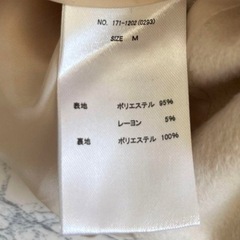 NO. 171-1202(0293)
SIZE M
表地 ポリエステル 95%
レーヨン 5%
裏地 ポリエステル 100%